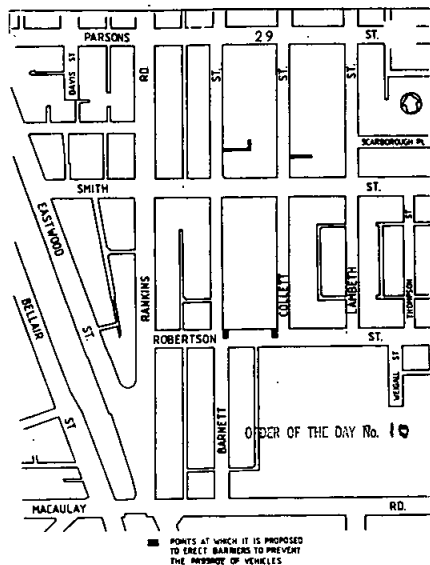 PARSONS 29 ST.
DAVIS ST
RD.
ST.
ST.
ST.
SCARBOROUGH PL
SMITH ST.
EASTWOOD ST.
BELLAIR ST
RANKINS
COLLETT
LAMBETH
THOMPSON ST
ROBERTSON ST.
WEIGALL ST
BARNETT
ORDER OF THE DAY No. 10
MACAULAY RD.
POINTS AT WHICH IT IS PROPOSED
TO ERECT BARRIERS TO PREVENT
THE PASSAGE OF VEHICLES